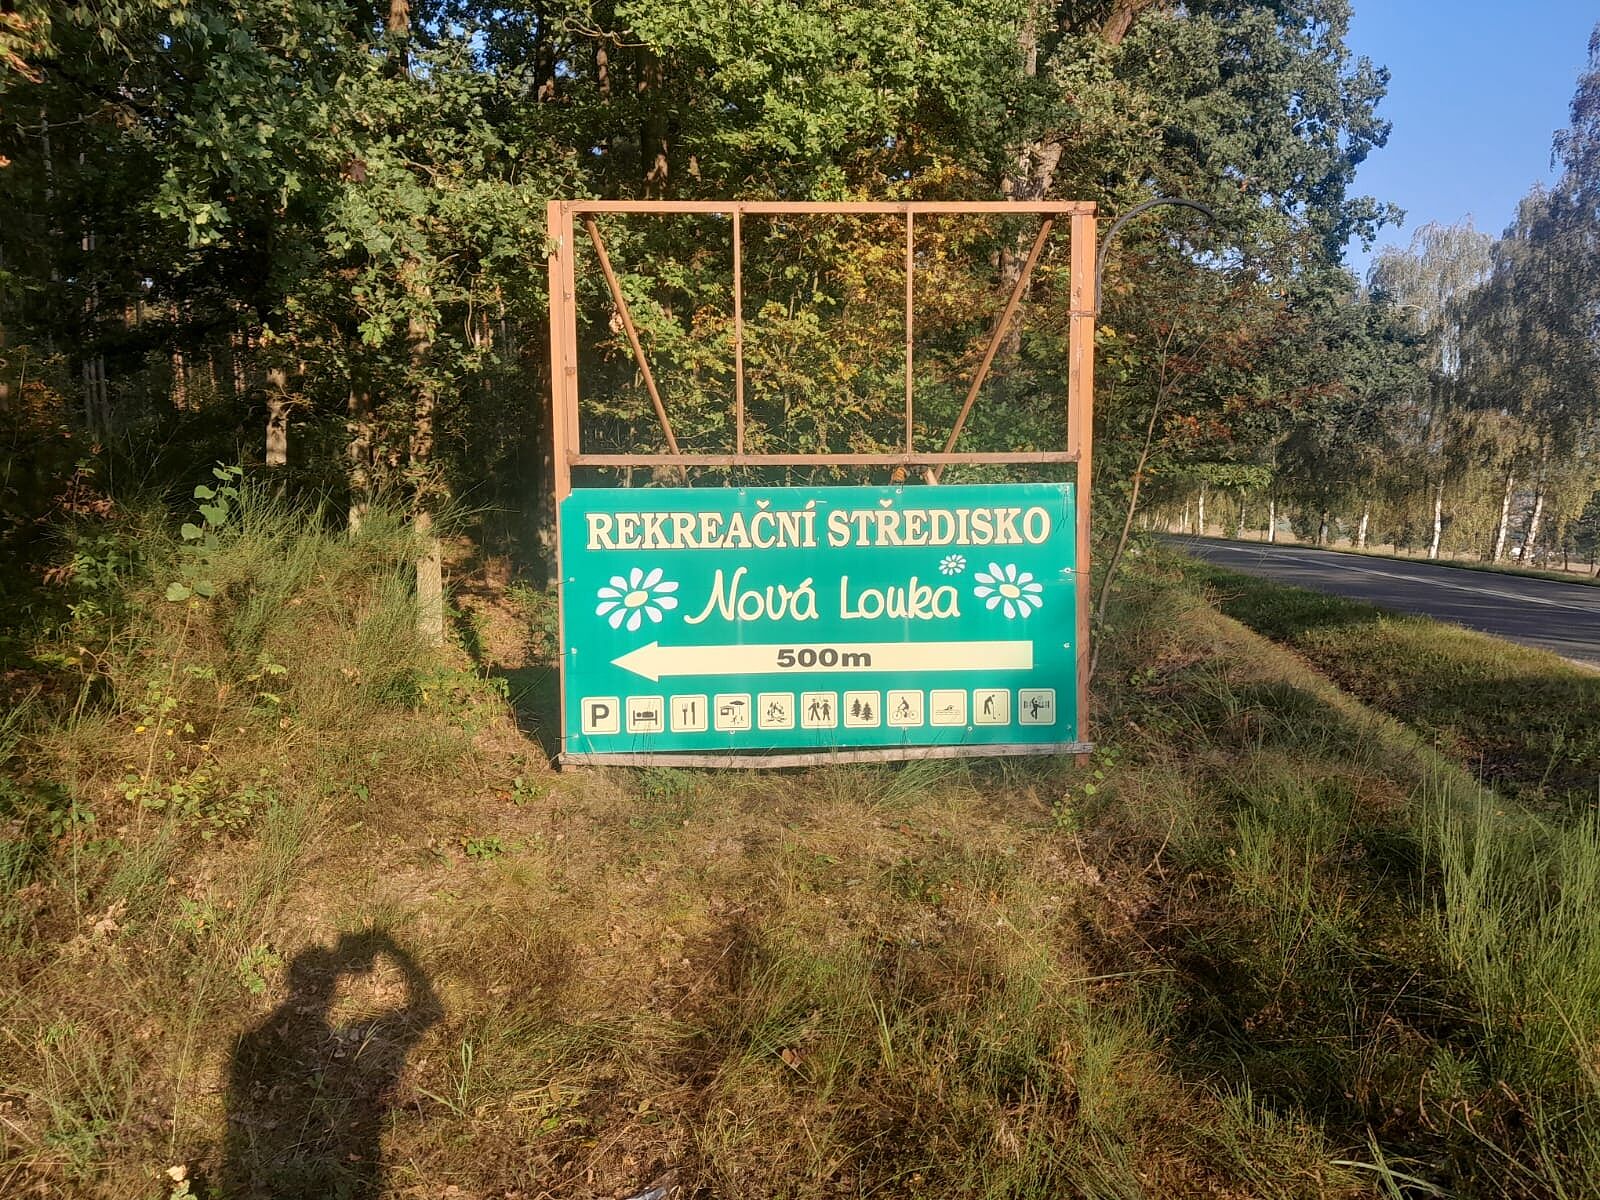 REKREAČNÍ STŘEDISKO
Nová Louka
500m
P